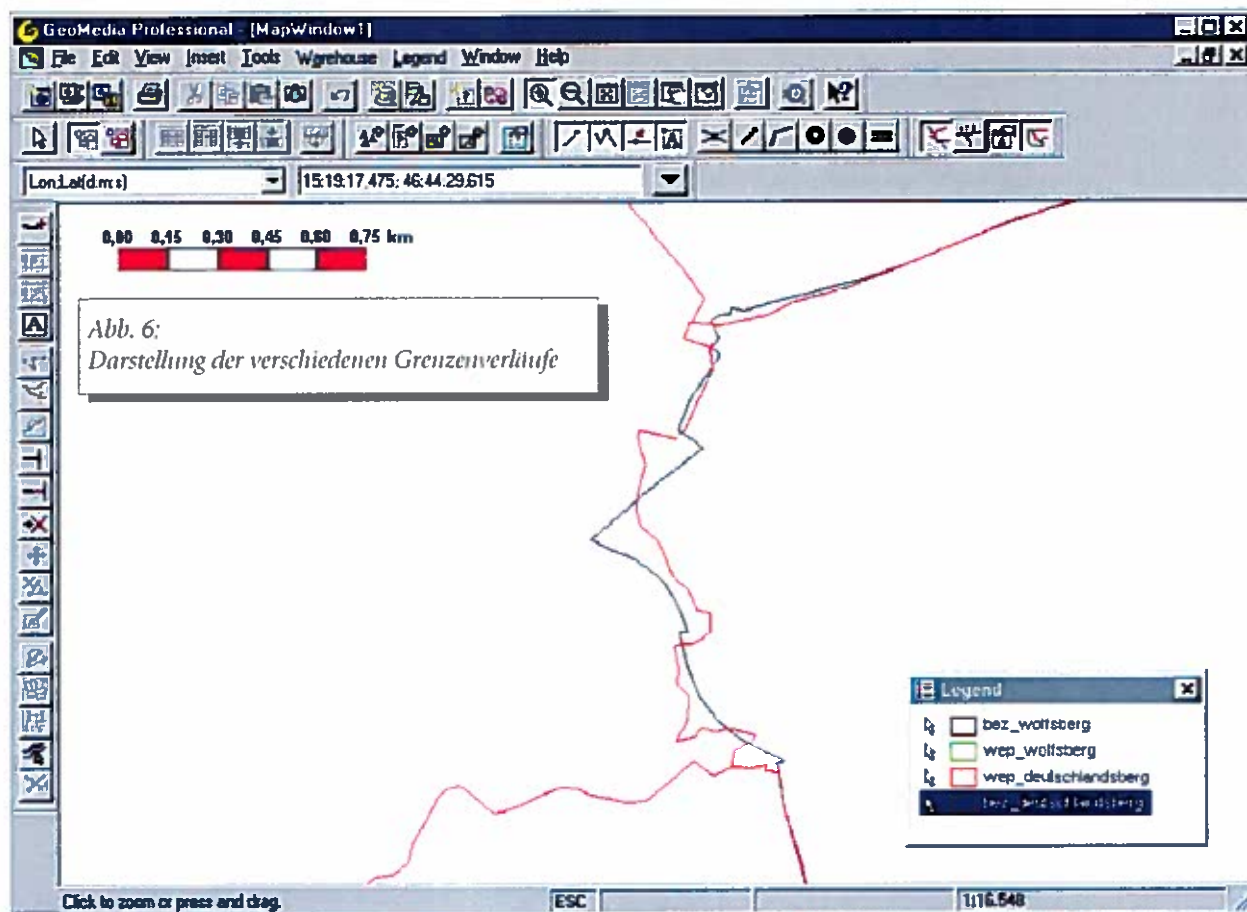 GeoMedia Professional - [MapWindow1]
File Edit View Insert Tools Warehouse Legend Window Help
Lon:Lat(d:m:s)
15:19:17,475; 46:44:29,615
0,00 0,15 0,30 0,45 0,60 0,75 km
Abb. 6:
Darstellung der verschiedenen Grenzenverläufe
Legend
bez_wolfsberg
wep_wolfsberg
wep_deutschlandsberg
bez_deutschlandsberg
Click to zoom or press and drag.
ESC
1:16.548